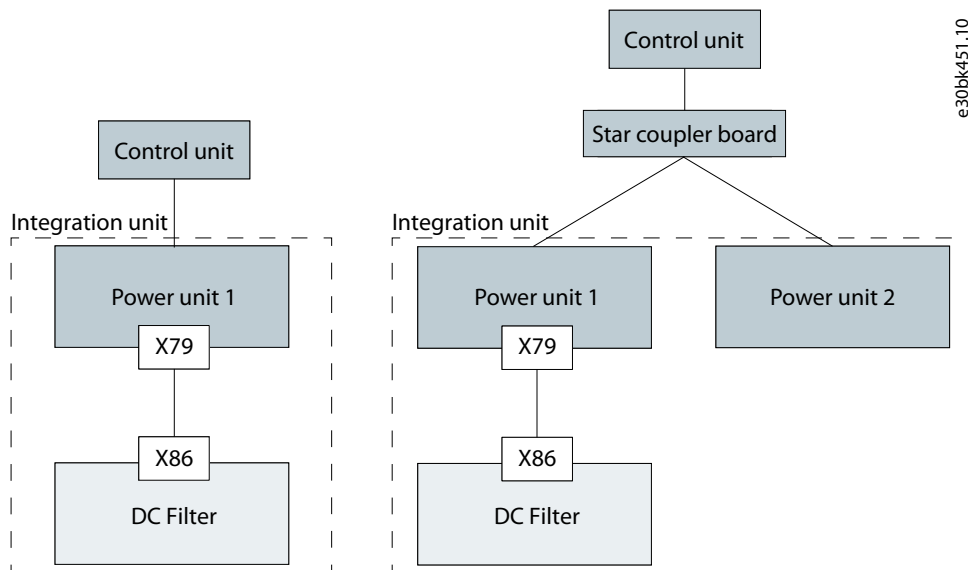 Control unit
Integration unit
Power unit 1
X79
X86
DC Filter
Control unit
Star coupler board
Integration unit
Power unit 1
Power unit 2
X79
X86
DC Filter
e30bk451.10